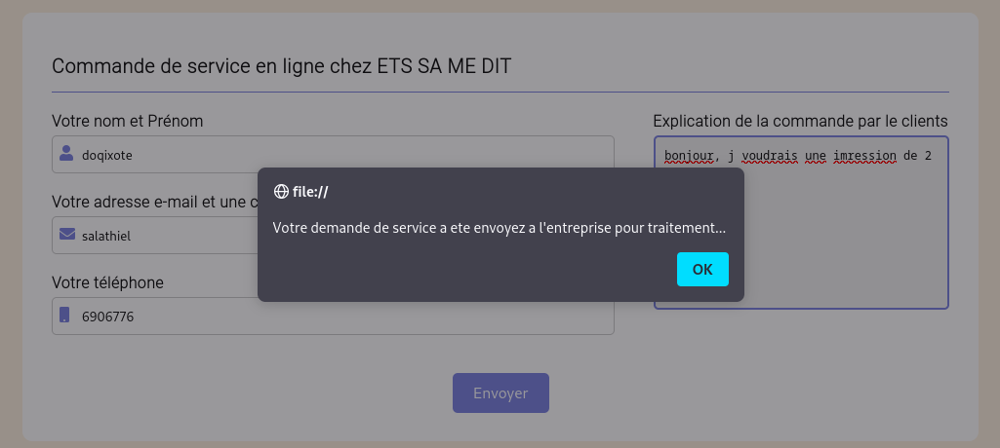 Commande de service en ligne chez ETS SA ME DIT
Votre nom et Prénom
doqixote
Votre adresse e-mail et une c
salathiel
Votre téléphone
6906776
Explication de la commande par le clients
bonjour, j voudrais une imression de 2
file://
Votre demande de service a ete envoyez a l'entreprise pour traitement...
OK
Envoyer